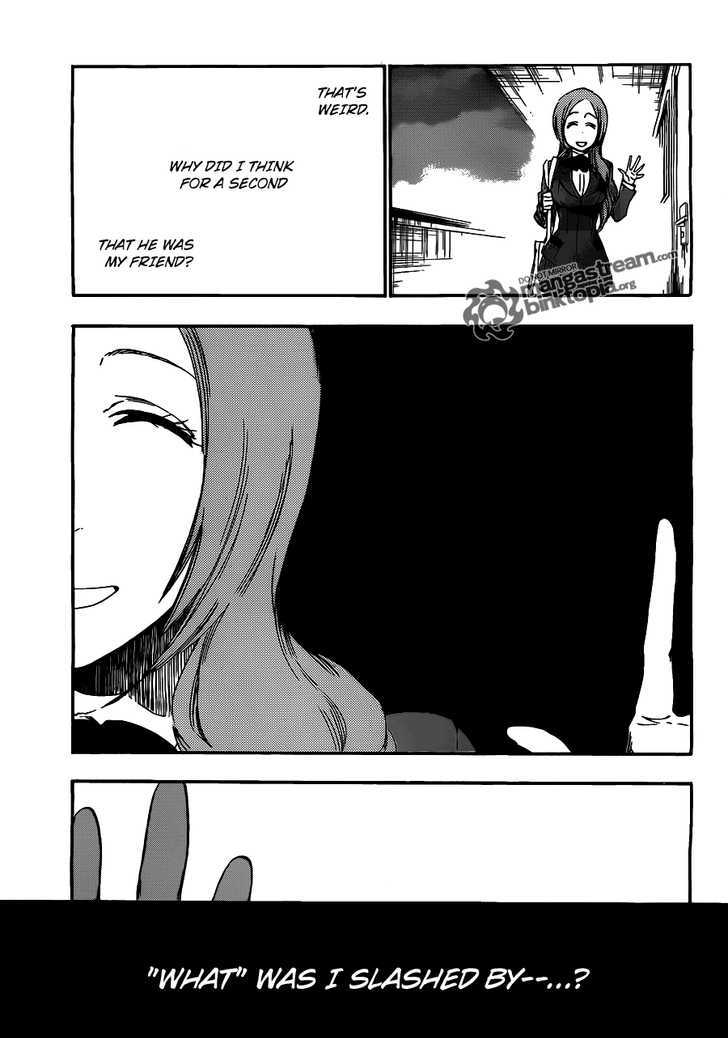 THAT'S
WEIRD.
WHY DID I THINK
FOR A SECOND
THAT HE WAS
MY FRIEND?
DO NOT MIRROR
mangastream.com
binktopia.org
"WHAT" WAS I SLASHED BY--...?